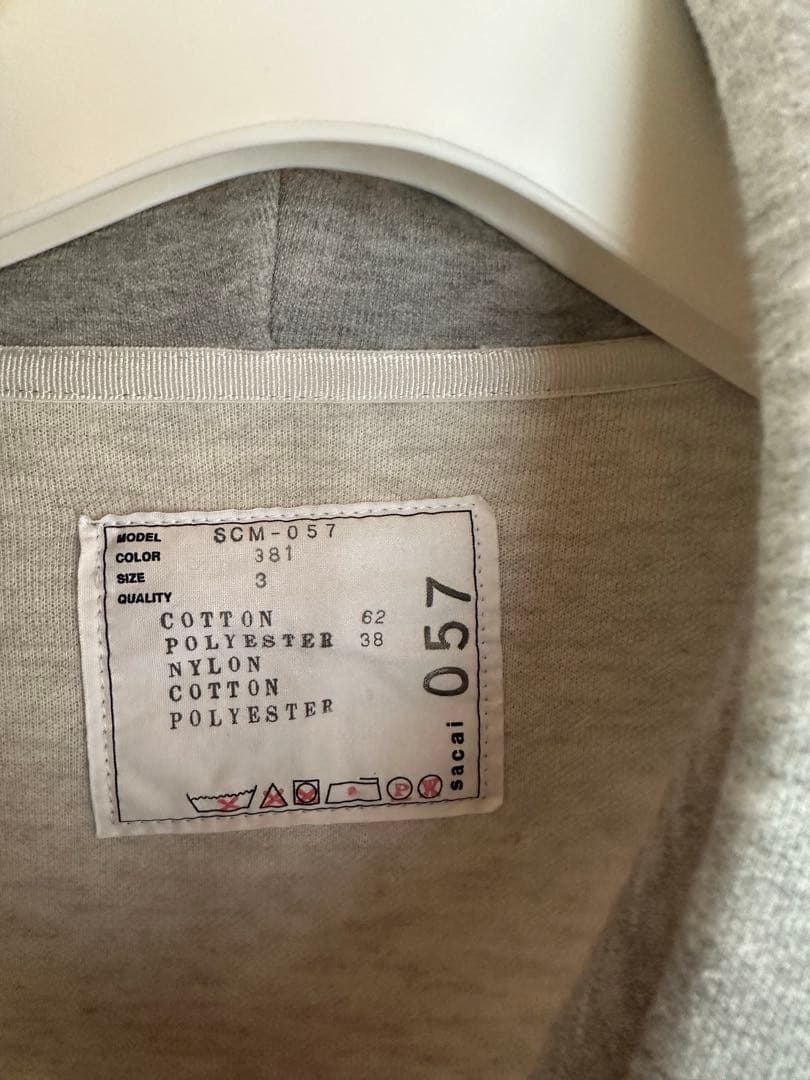 MODEL SCM-057
COLOR 381
SIZE 3
QUALITY
COTTON 62
POLYESTER 38
NYLON
COTTON
POLYESTER
P W
sacai 057